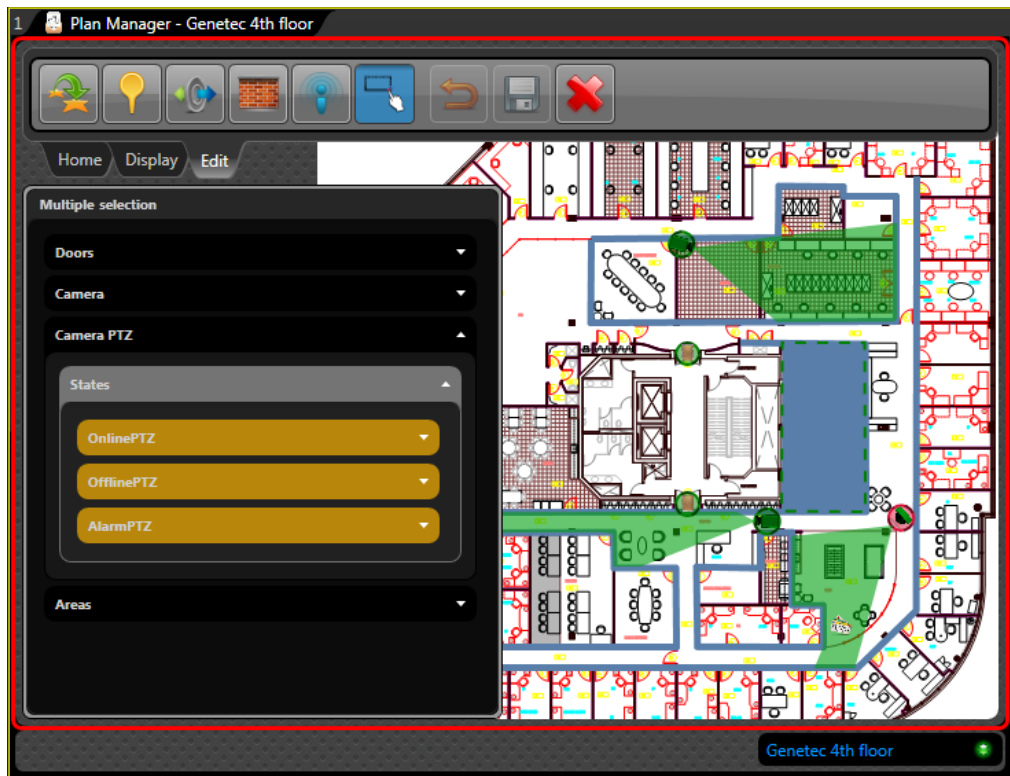 1 Plan Manager - Genetec 4th floor
Home Display Edit
Multiple selection
Doors
Camera
Camera PTZ
States
OnlinePTZ
OfflinePTZ
AlarmPTZ
Areas
Genetec 4th floor